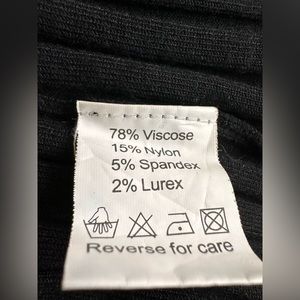 78% Viscose
15% Nylon
5% Spandex
2% Lurex
Reverse for care